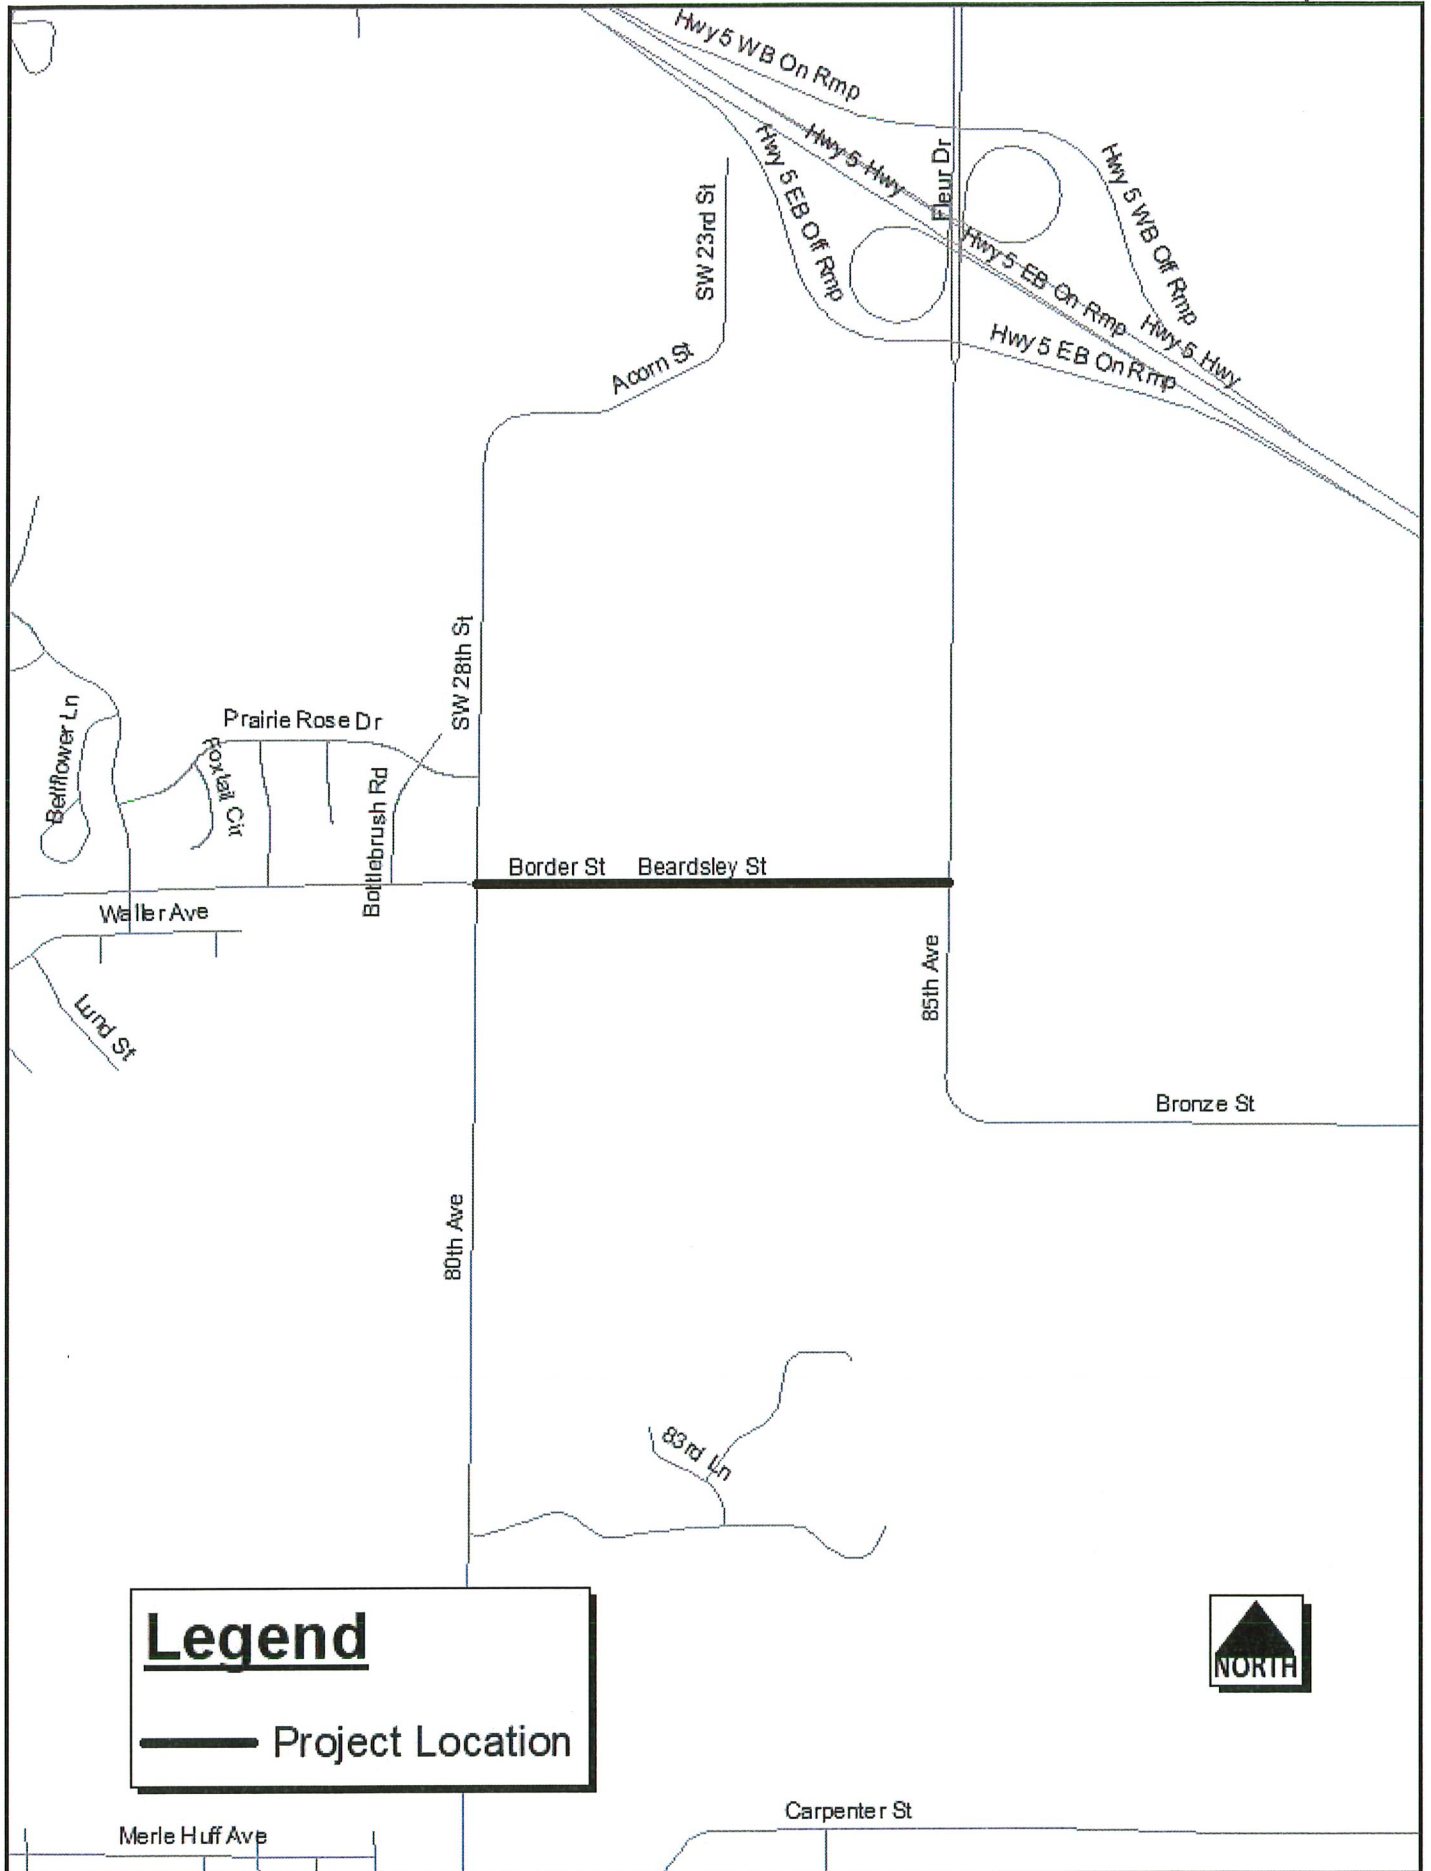 Hwy 5 WB On Rmp
Hwy 5 Hwy
Fleur Dr
Hwy 5 EB Off Rmp
Hwy 5 WB Off Rmp
SW 23rd St
Hwy 5 EB On Rmp
Hwy 5 Hwy
Hwy 5 EB On Rmp
Acorn St
SW 28th St
Bellflower Ln
Prairie Rose Dr
Foxtail Cir
Bottlebrush Rd
Border St
Beardsley St
Waller Ave
85th Ave
Lund St
Bronze St
80th Ave
83rd Ln
Legend
Project Location
NORTH
Carpenter St
Merle Huff Ave